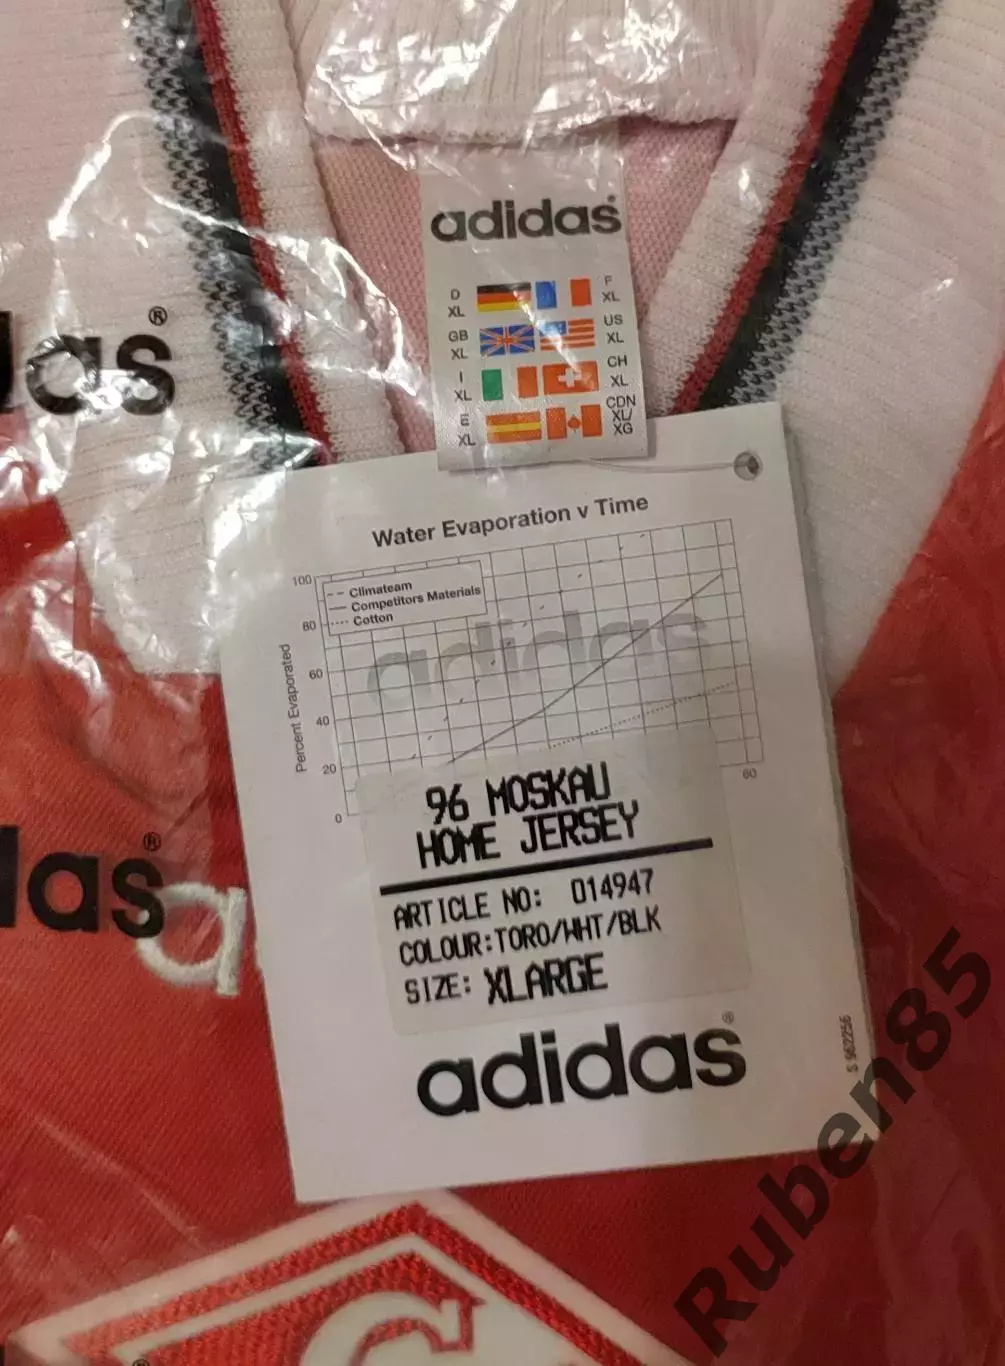 adidas
D
XL
F
XL
GB
XL
US
XL
I
XL
CH
XL
E
XL
CDN
XL/
XG
das®
Water Evaporation v Time
100
80
60
40
20
0
60
Percent Evaporated
Climateam
Competitors Materials
Cotton
adidas
96 MOSKAU
HOME JERSEY
ARTICLE NO: 014947
COLOUR:TORO/WHT/BLK
SIZE: XLARGE
das®
a
adidas®
S 962256
Ruben85